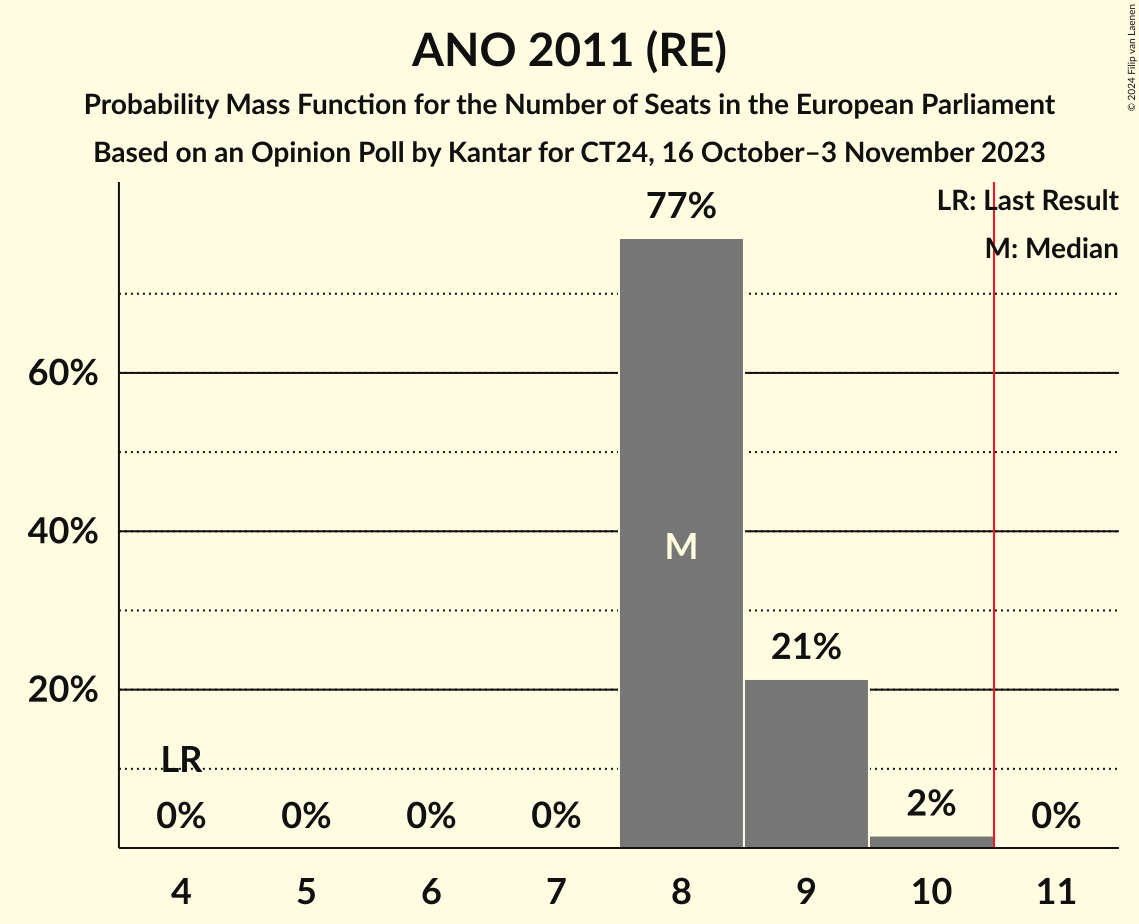 ANO 2011 (RE)
Probability Mass Function for the Number of Seats in the European Parliament
Based on an Opinion Poll by Kantar for CT24, 16 October–3 November 2023
© 2024 Filip van Laenen
LR: Last Result
M: Median
77%
60%
40%
M
21%
20%
LR
0% 0% 0% 0% 2% 0%
4 5 6 7 8 9 10 11